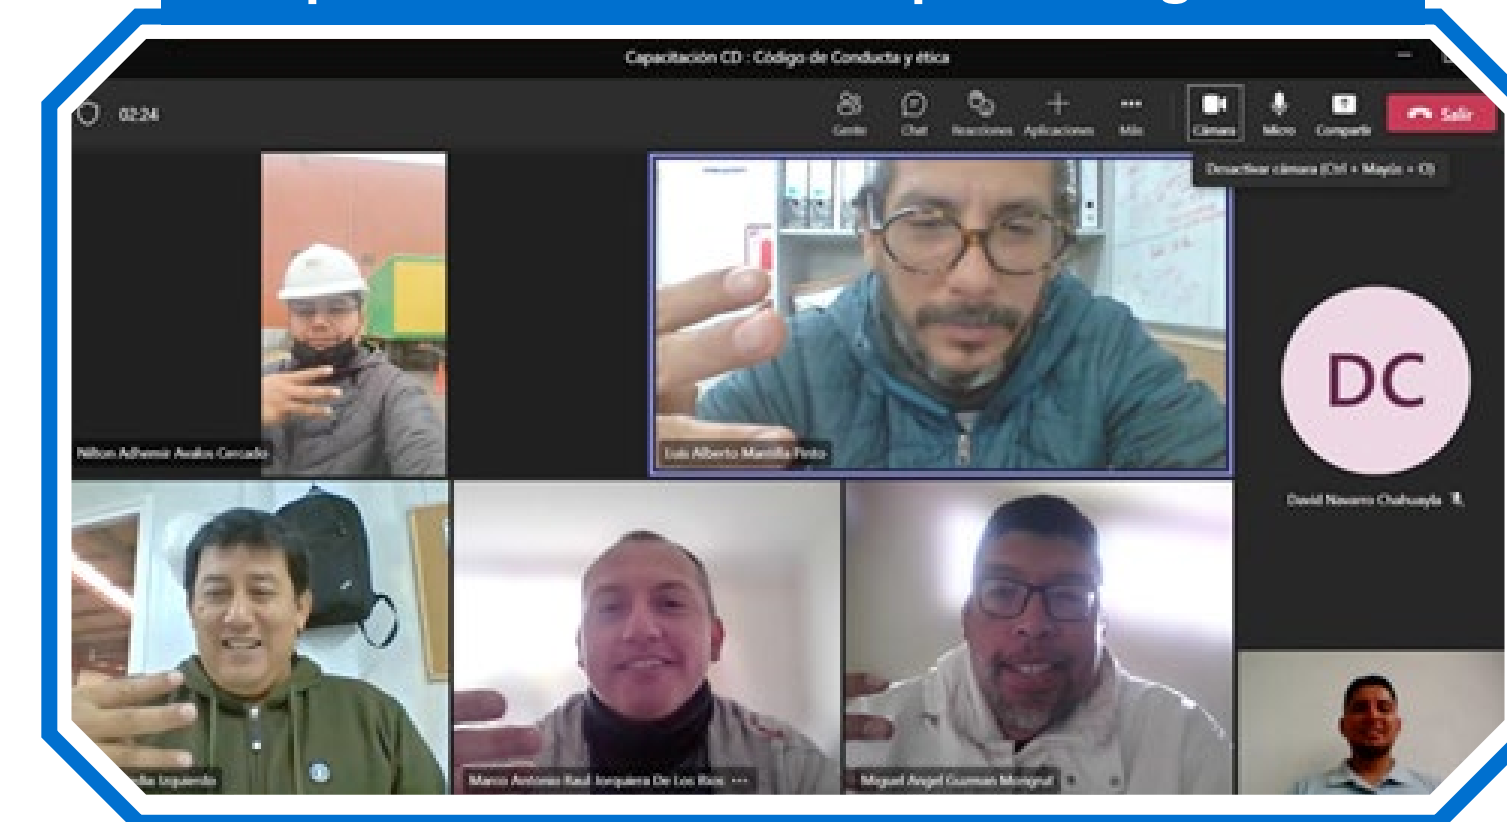 Capacitación CD : Código de Conducta y ética
02:24
Gente
Chat
Reacciones
Aplicaciones
Más
Cámara
Micro
Compartir
Salir
Desactivar cámara (Ctrl + Mayús + O)
Nilton Adhemir Avalos Cercado
Luis Alberto Mantilla Pinto
DC
David Navarro Chahuayla
Izquierdo
Marco Antonio Raul Jorquiera De Los Rios
Miguel Angel Guzman